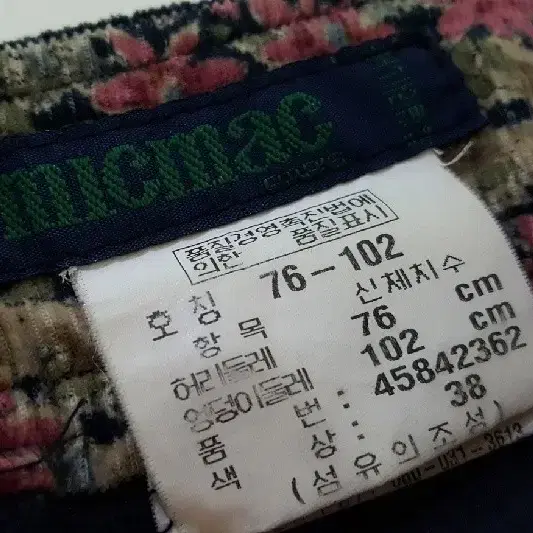 micmac
품질경영촉진법에
의한 품질표시
호칭 76-102
항목 신체치수
허리둘레 76 cm
엉덩이둘레 102 cm
품번: 45842362
색상: 38
(섬유의조성)